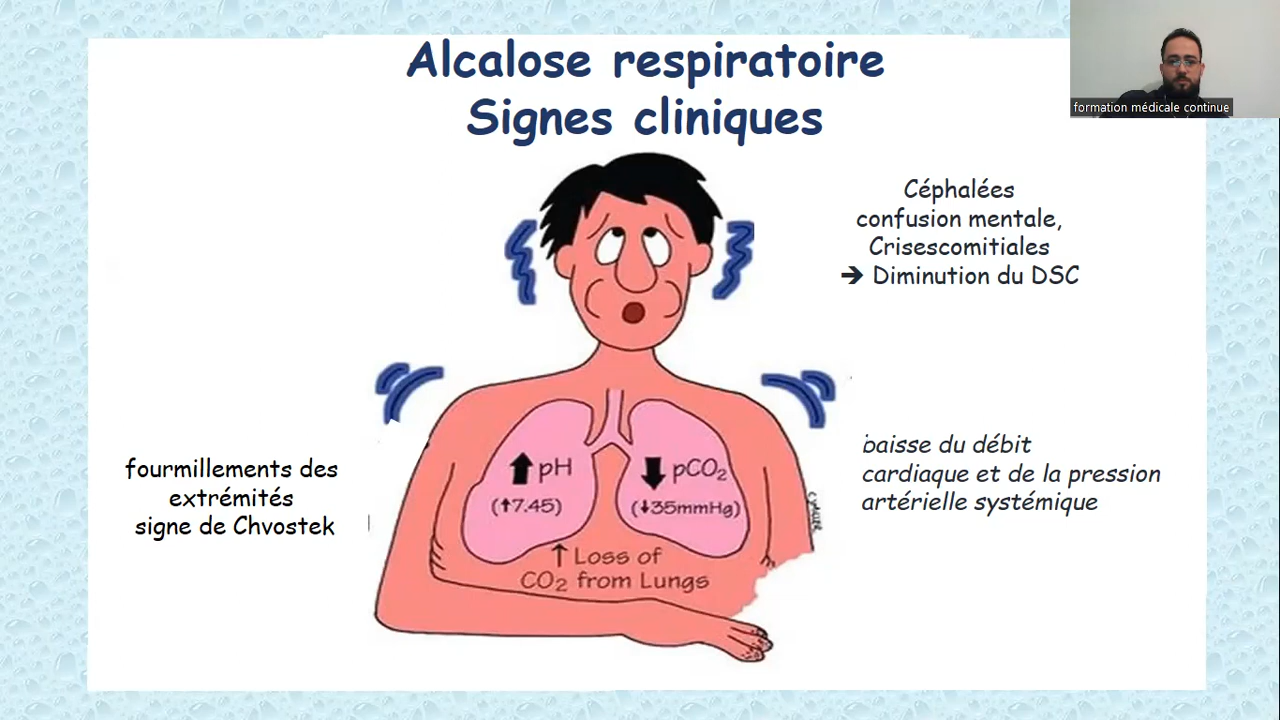 Alcalose respiratoire
Signes cliniques
formation médicale continue
Céphalées
confusion mentale,
Crisescomitiales
➔ Diminution du DSC
fourmillements des
extrémités
signe de Chvostek
baisse du débit
cardiaque et de la pression
artérielle systémique
↑ pH
(↑7.45)
↓ pCO₂
(↓35mmHg)
↑ Loss of
CO₂ from Lungs